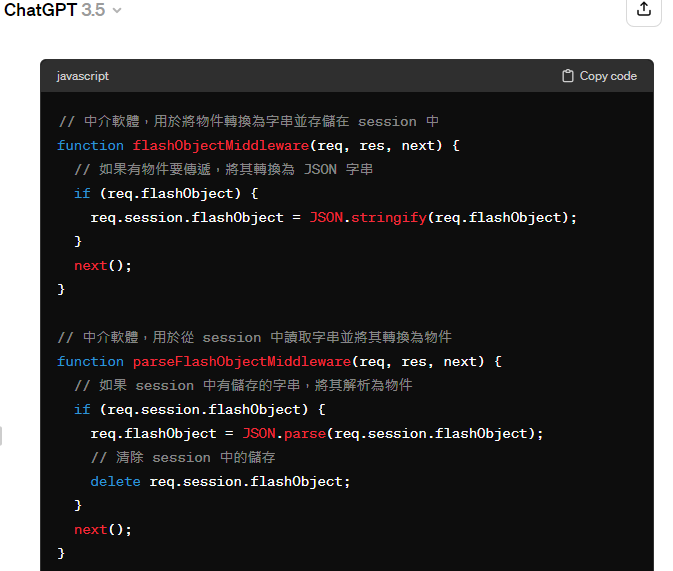 ChatGPT 3.5
javascript
Copy code
// 中介軟體，用於將物件轉換為字串並存儲在 session 中
function flashObjectMiddleware(req, res, next) {
// 如果有物件要傳遞，將其轉換為 JSON 字串
if (req.flashObject) {
req.session.flashObject = JSON.stringify(req.flashObject);
}
next();
}
// 中介軟體，用於從 session 中讀取字串並將其轉換為物件
function parseFlashObjectMiddleware(req, res, next) {
// 如果 session 中有儲存的字串，將其解析為物件
if (req.session.flashObject) {
req.flashObject = JSON.parse(req.session.flashObject);
// 清除 session 中的儲存
delete req.session.flashObject;
}
next();
}